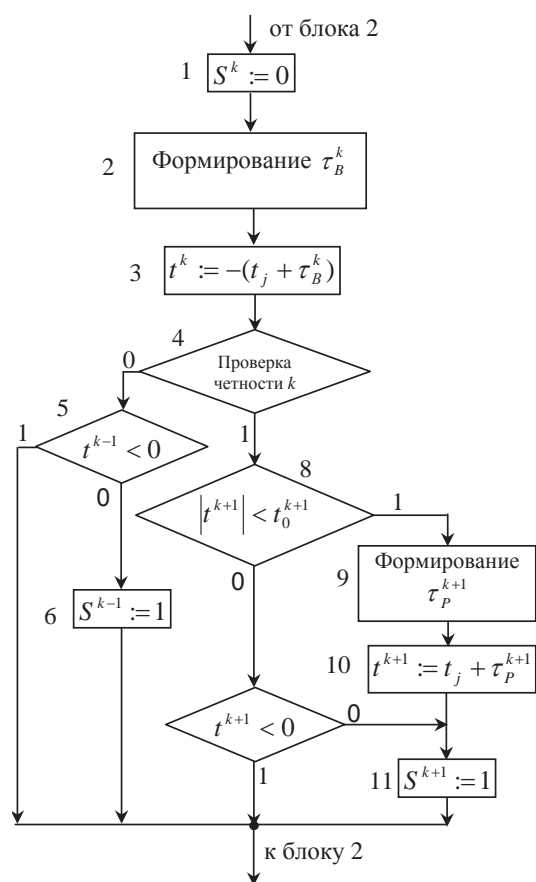 от блока 2
1
S^k := 0
2
Формирование τ_B^k
3
t^k := −(t_j + τ_B^k)
4
0
Проверка
четности k
5
1
1
t^{k−1} < 0
8
0
|t^{k+1}| < t_0^{k+1}
1
Формирование
9
τ_P^{k+1}
0
6
S^{k−1} := 1
10
t^{k+1} := t_j + τ_P^{k+1}
t^{k+1} < 0
0
1
11
S^{k+1} := 1
к блоку 2